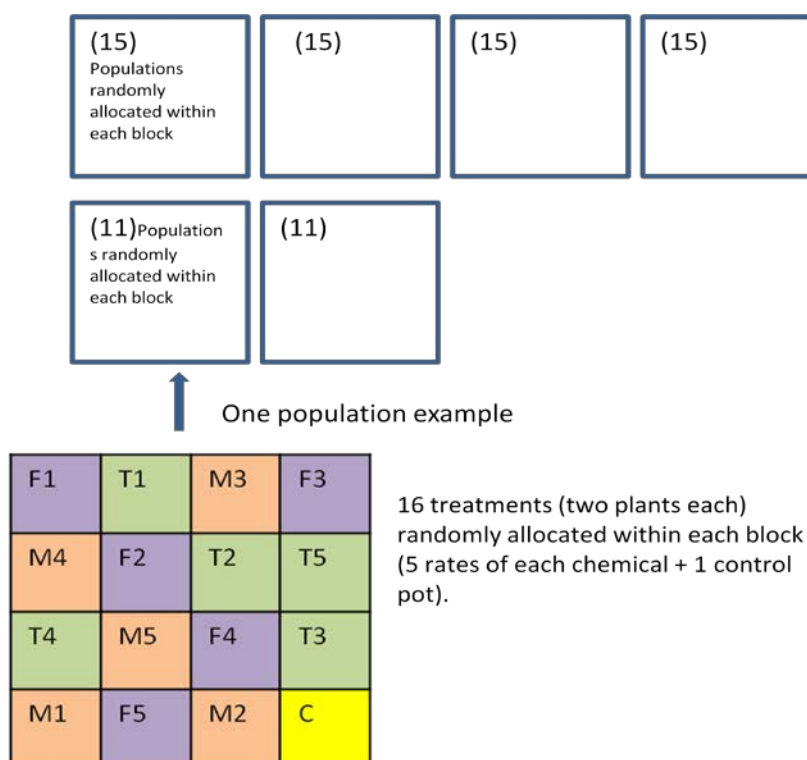 (15)
Populations
randomly
allocated within
each block
(15)
(15)
(15)
(11)Population
s randomly
allocated within
each block
(11)
One population example
F1 T1 M3 F3
M4 F2 T2 T5
T4 M5 F4 T3
M1 F5 M2 C
16 treatments (two plants each)
randomly allocated within each block
(5 rates of each chemical + 1 control
pot).